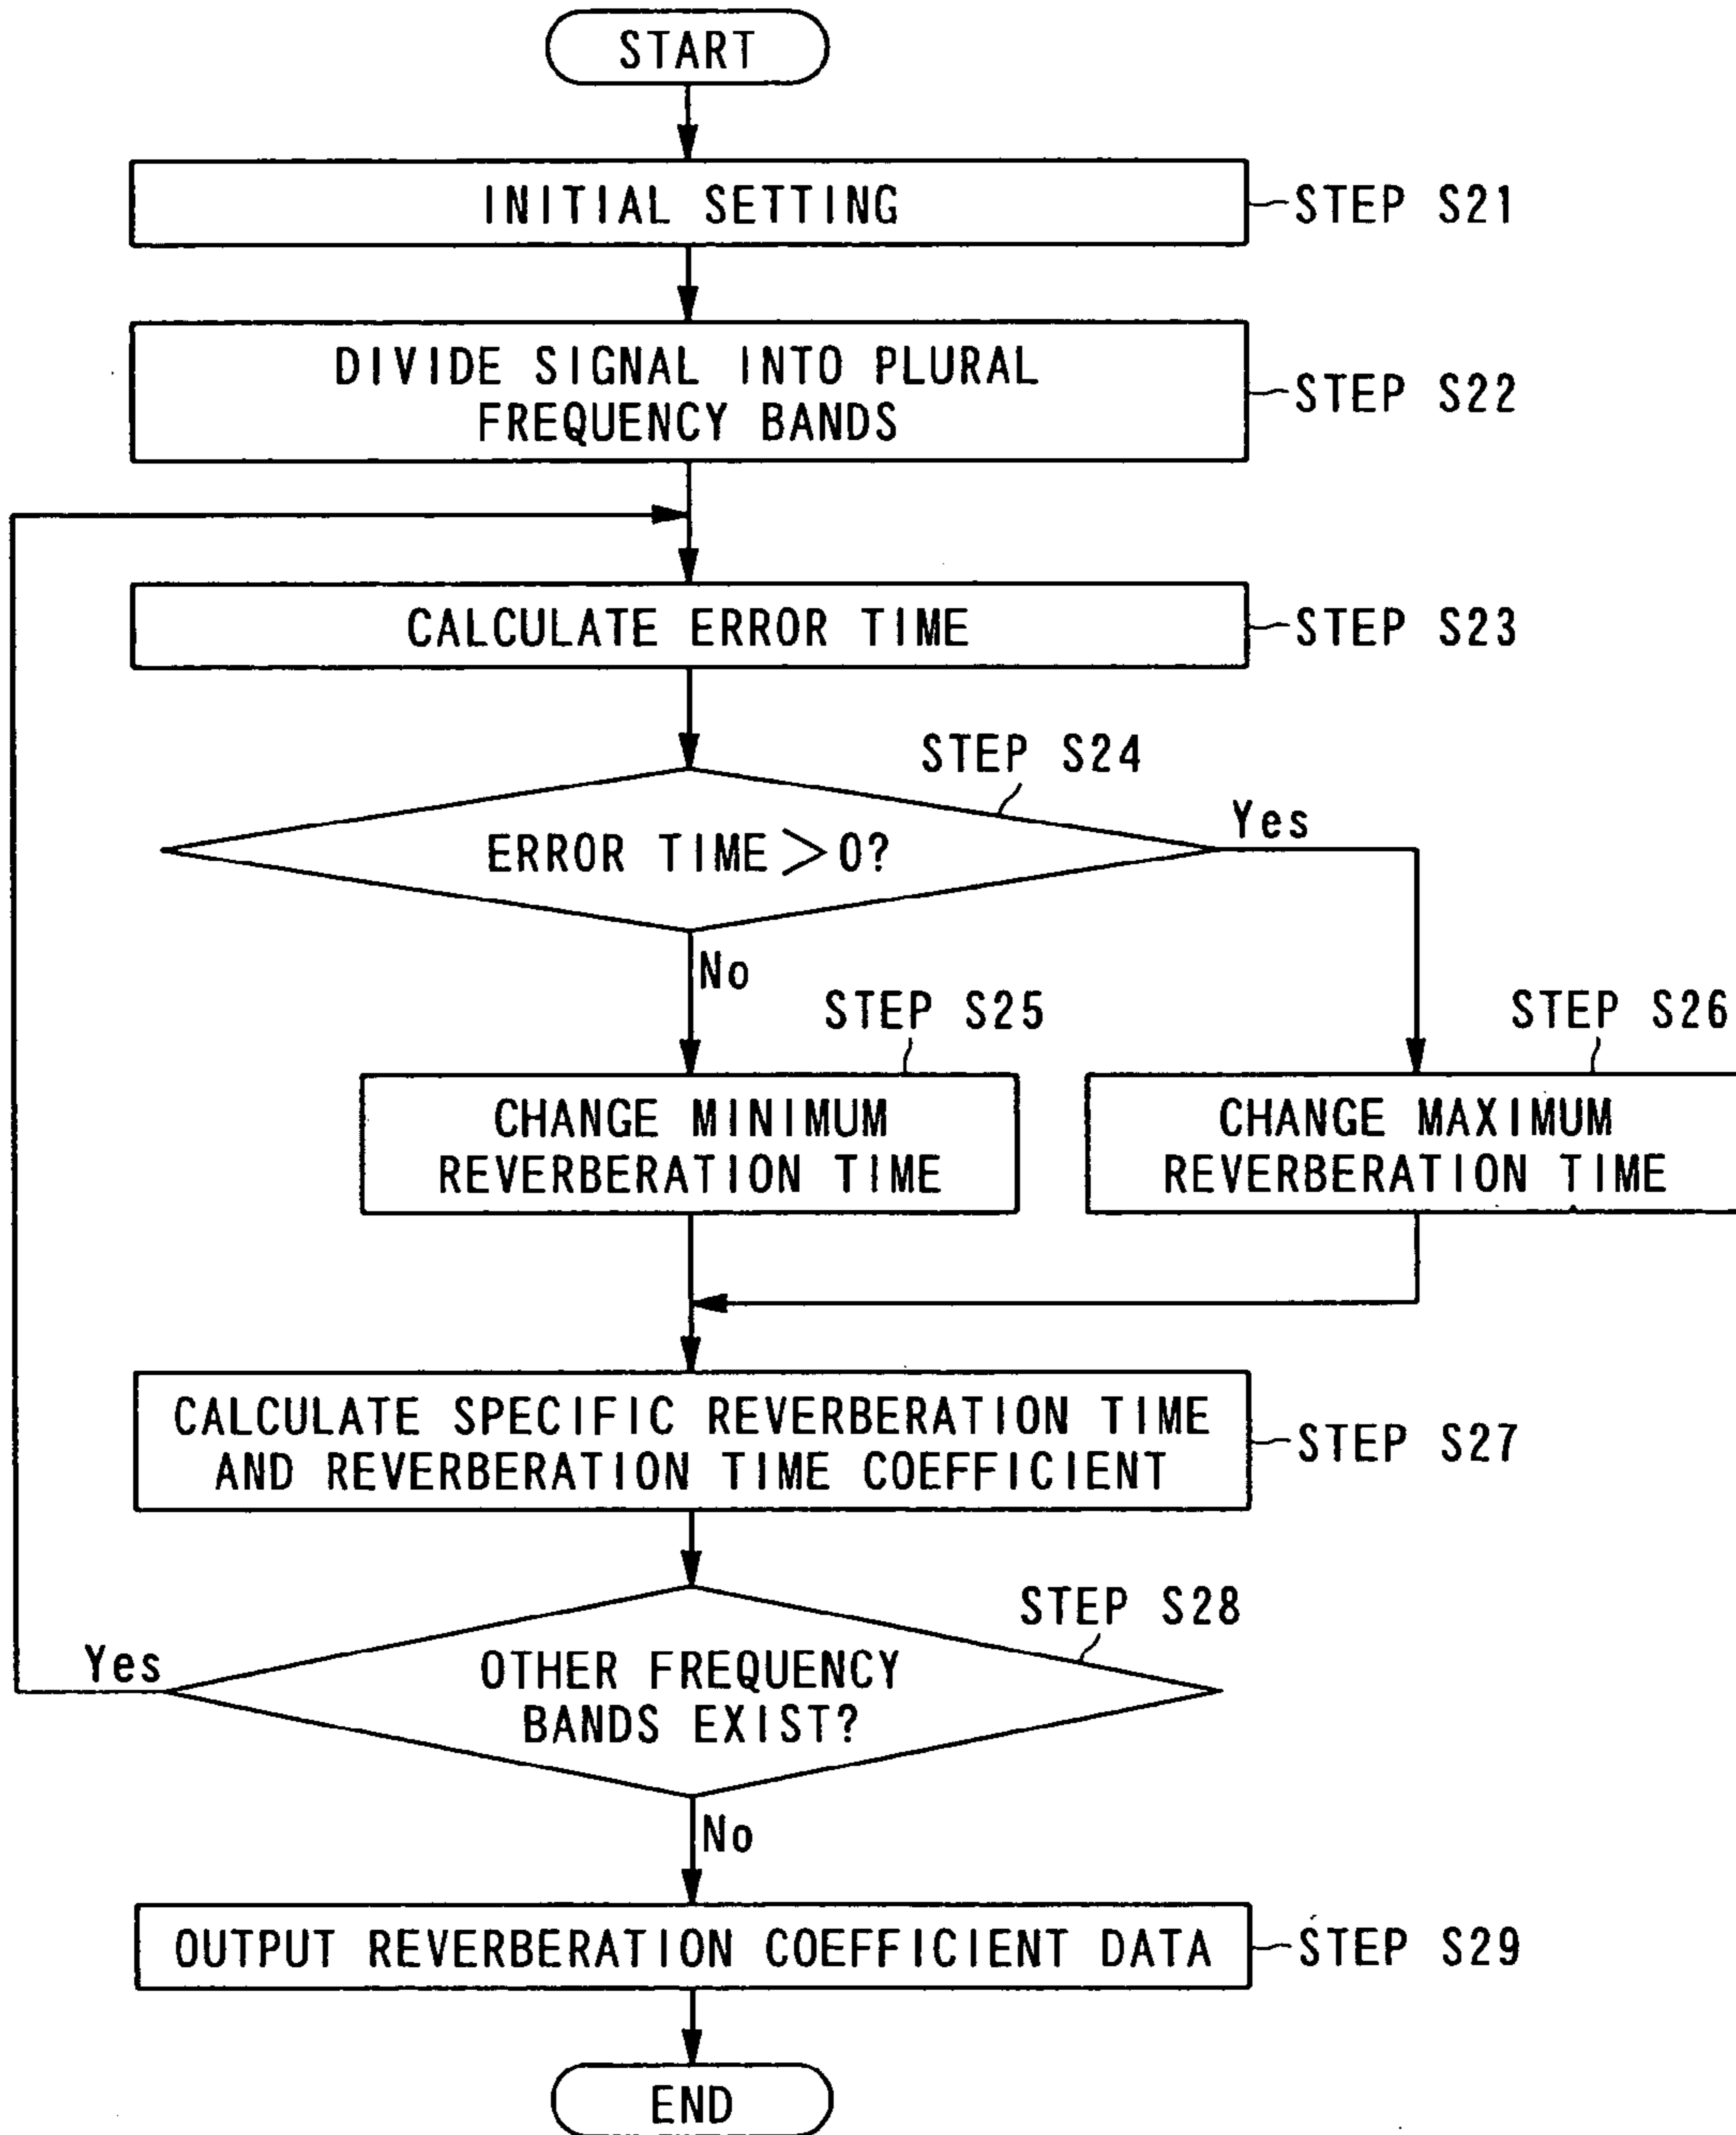 START
INITIAL SETTING
STEP S21
DIVIDE SIGNAL INTO PLURAL
FREQUENCY BANDS
STEP S22
CALCULATE ERROR TIME
STEP S23
STEP S24
ERROR TIME>0?
Yes
No
STEP S25
STEP S26
CHANGE MINIMUM
REVERBERATION TIME
CHANGE MAXIMUM
REVERBERATION TIME
CALCULATE SPECIFIC REVERBERATION TIME
AND REVERBERATION TIME COEFFICIENT
STEP S27
STEP S28
Yes
OTHER FREQUENCY
BANDS EXIST?
No
OUTPUT REVERBERATION COEFFICIENT DATA
STEP S29
END